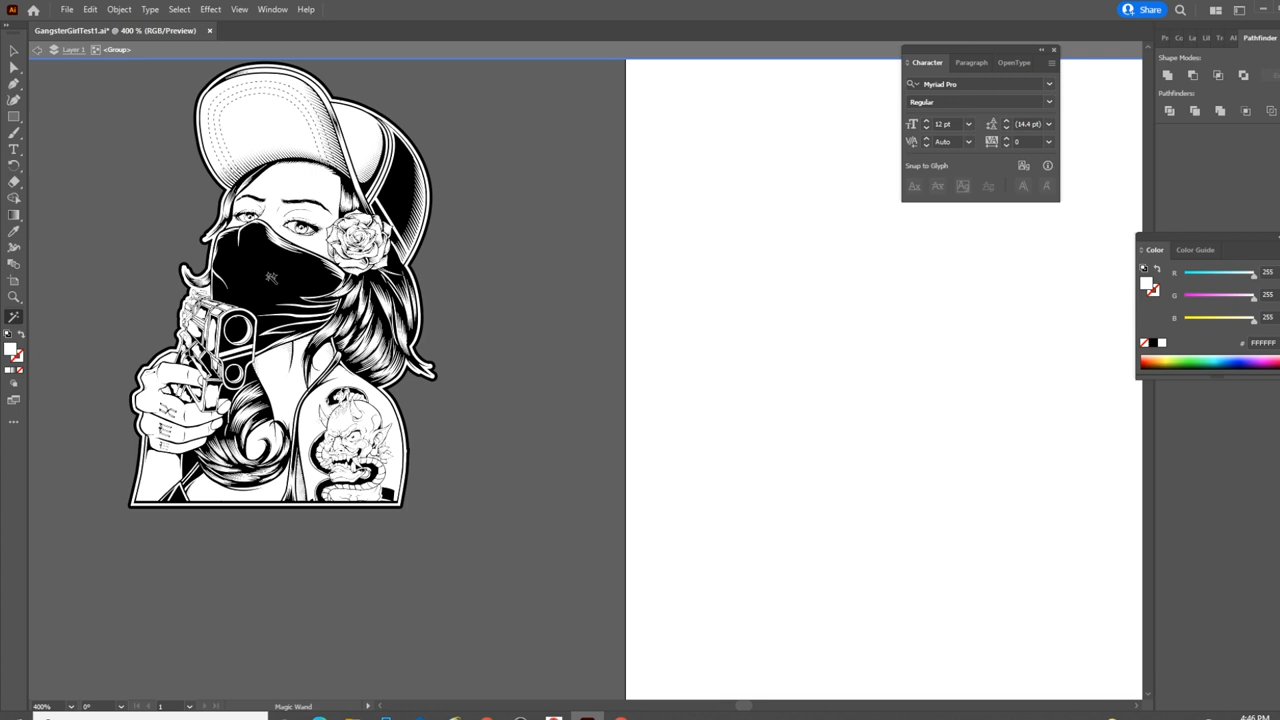 Ai File Edit Object Type Select Effect View Window Help Share
GangsterGirlTest1.ai* @ 400 % (RGB/Preview) ×
Layer 1 <Group>
Character Paragraph OpenType
Myriad Pro
Regular
12 pt (14.4 pt)
Auto 0
Snap to Glyph
Pathfinder
Shape Modes:
Pathfinders:
Color Color Guide
R 255
G 255
B 255
# FFFFFF
400% 0° 1 Magic Wand
4:46 PM